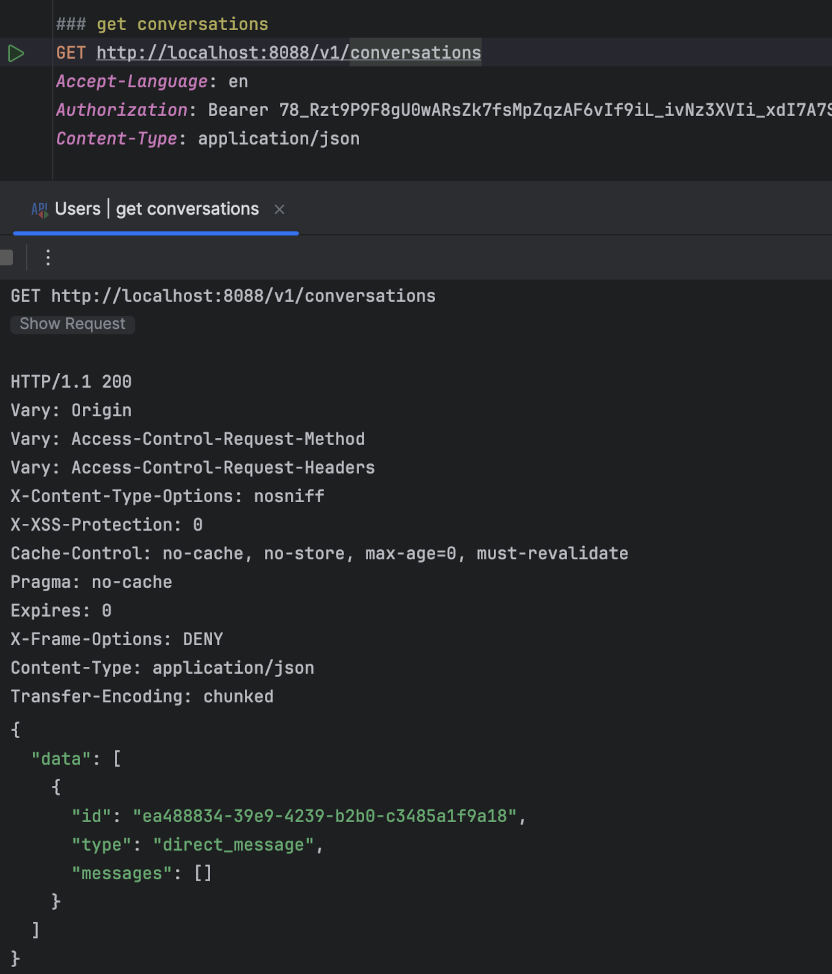 ### get conversations
GET http://localhost:8088/v1/conversations
Accept-Language: en
Authorization: Bearer 78_Rzt9P9F8gU0wARsZk7fsMpZqzAF6vIf9iL_ivNz3XVIi_xdI7A7S
Content-Type: application/json
API Users | get conversations
GET http://localhost:8088/v1/conversations
Show Request
HTTP/1.1 200
Vary: Origin
Vary: Access-Control-Request-Method
Vary: Access-Control-Request-Headers
X-Content-Type-Options: nosniff
X-XSS-Protection: 0
Cache-Control: no-cache, no-store, max-age=0, must-revalidate
Pragma: no-cache
Expires: 0
X-Frame-Options: DENY
Content-Type: application/json
Transfer-Encoding: chunked
{
  "data": [
    {
      "id": "ea488834-39e9-4239-b2b0-c3485a1f9a18",
      "type": "direct_message",
      "messages": []
    }
  ]
}